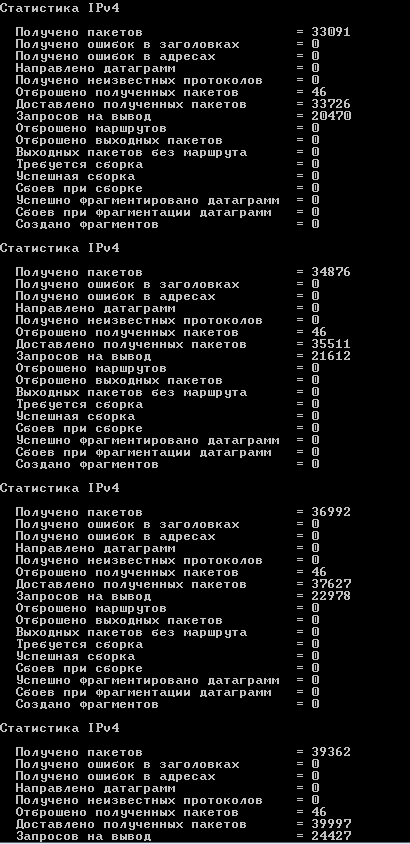 Статистика IPv4
Получено пакетов = 33091
Получено ошибок в заголовках = 0
Получено ошибок в адресах = 0
Направлено датаграмм = 0
Получено неизвестных протоколов = 0
Отброшено полученных пакетов = 46
Доставлено полученных пакетов = 33726
Запросов на вывод = 20470
Отброшено маршрутов = 0
Отброшено выходных пакетов = 0
Выходных пакетов без маршрута = 0
Требуется сборка = 0
Успешная сборка = 0
Сбоев при сборке = 0
Успешно фрагментировано датаграмм = 0
Сбоев при фрагментации датаграмм = 0
Создано фрагментов = 0
Статистика IPv4
Получено пакетов = 34876
Получено ошибок в заголовках = 0
Получено ошибок в адресах = 0
Направлено датаграмм = 0
Получено неизвестных протоколов = 0
Отброшено полученных пакетов = 46
Доставлено полученных пакетов = 35511
Запросов на вывод = 21612
Отброшено маршрутов = 0
Отброшено выходных пакетов = 0
Выходных пакетов без маршрута = 0
Требуется сборка = 0
Успешная сборка = 0
Сбоев при сборке = 0
Успешно фрагментировано датаграмм = 0
Сбоев при фрагментации датаграмм = 0
Создано фрагментов = 0
Статистика IPv4
Получено пакетов = 36992
Получено ошибок в заголовках = 0
Получено ошибок в адресах = 0
Направлено датаграмм = 0
Получено неизвестных протоколов = 0
Отброшено полученных пакетов = 46
Доставлено полученных пакетов = 37627
Запросов на вывод = 22978
Отброшено маршрутов = 0
Отброшено выходных пакетов = 0
Выходных пакетов без маршрута = 0
Требуется сборка = 0
Успешная сборка = 0
Сбоев при сборке = 0
Успешно фрагментировано датаграмм = 0
Сбоев при фрагментации датаграмм = 0
Создано фрагментов = 0
Статистика IPv4
Получено пакетов = 39362
Получено ошибок в заголовках = 0
Получено ошибок в адресах = 0
Направлено датаграмм = 0
Получено неизвестных протоколов = 0
Отброшено полученных пакетов = 46
Доставлено полученных пакетов = 39997
Запросов на вывод = 24427